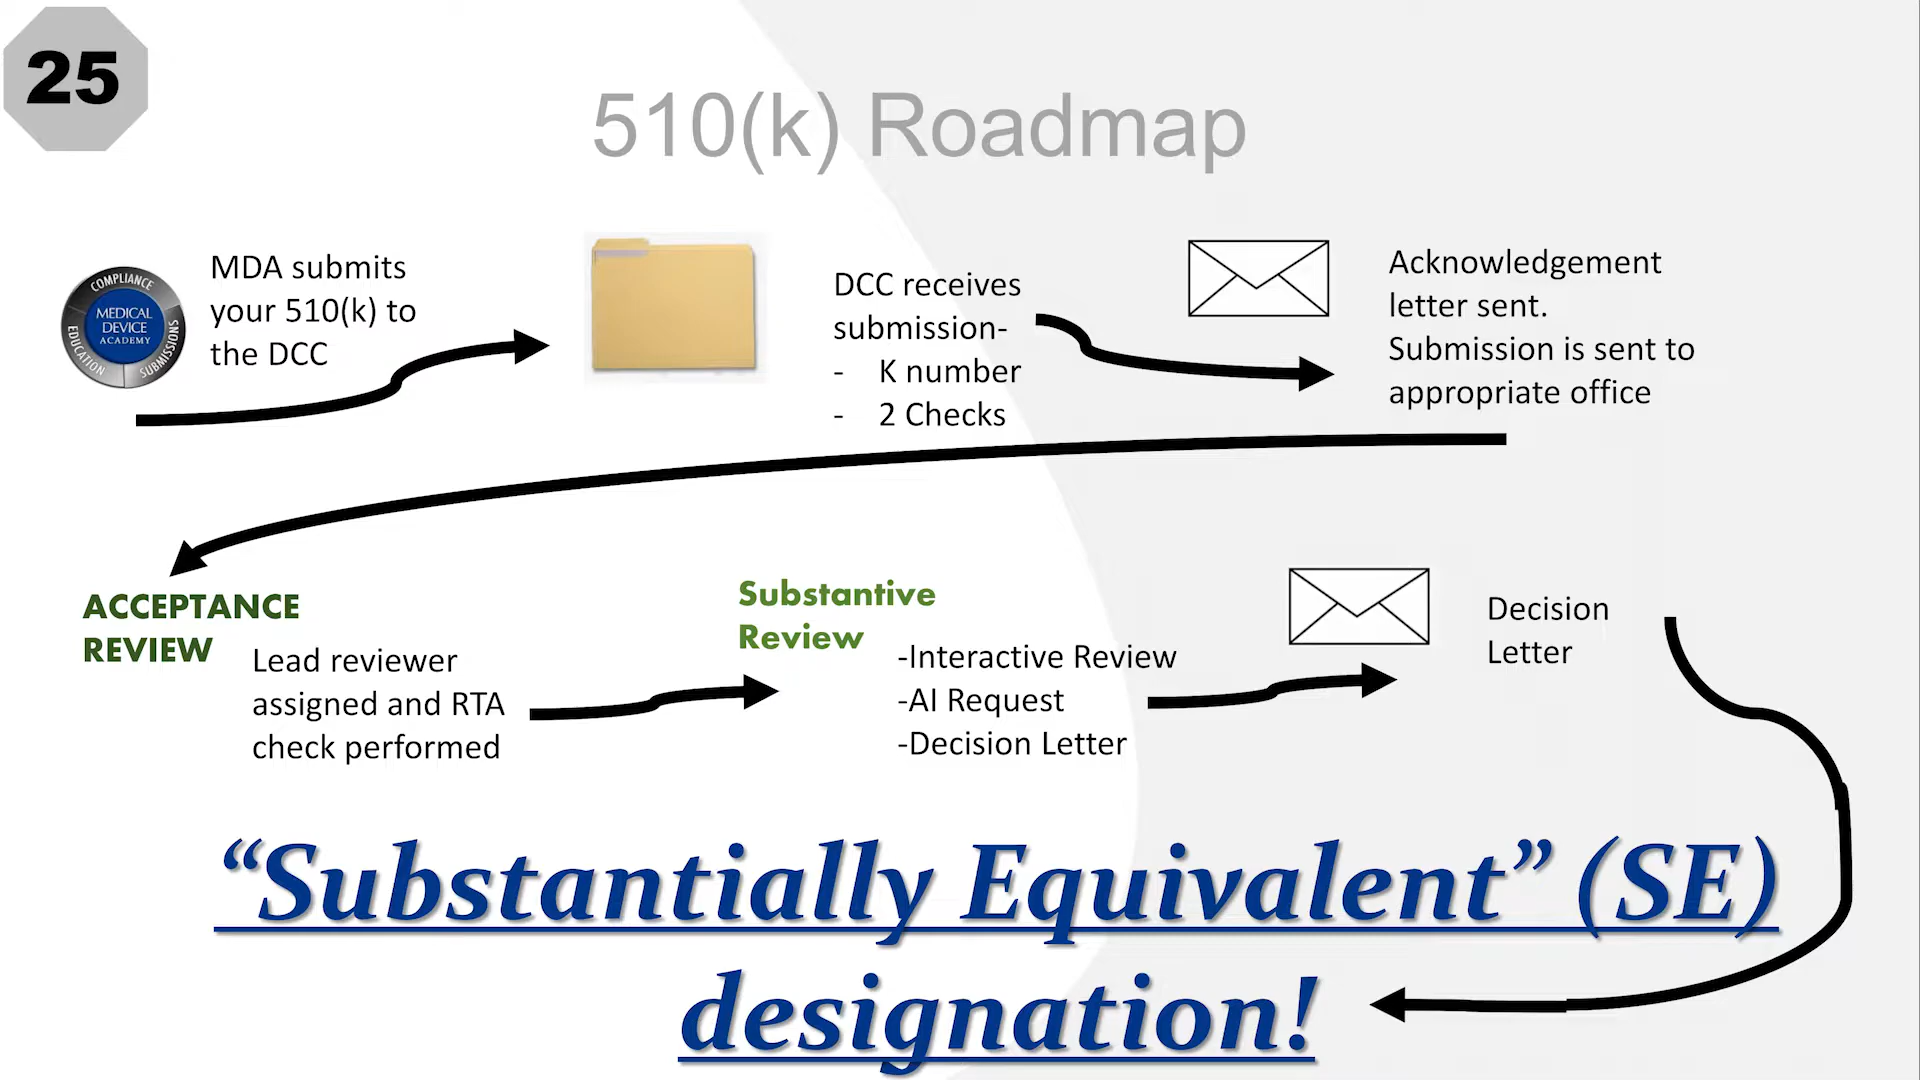 25
510(k) Roadmap
COMPLIANCE
MEDICAL
DEVICE
ACADEMY
EDUCATION
SUBMISSIONS
MDA submits
your 510(k) to
the DCC
DCC receives
submission-
- K number
- 2 Checks
Acknowledgement
letter sent.
Submission is sent to
appropriate office
ACCEPTANCE
REVIEW
Lead reviewer
assigned and RTA
check performed
Substantive
Review
-Interactive Review
-AI Request
-Decision Letter
Decision
Letter
“Substantially Equivalent” (SE)
designation!